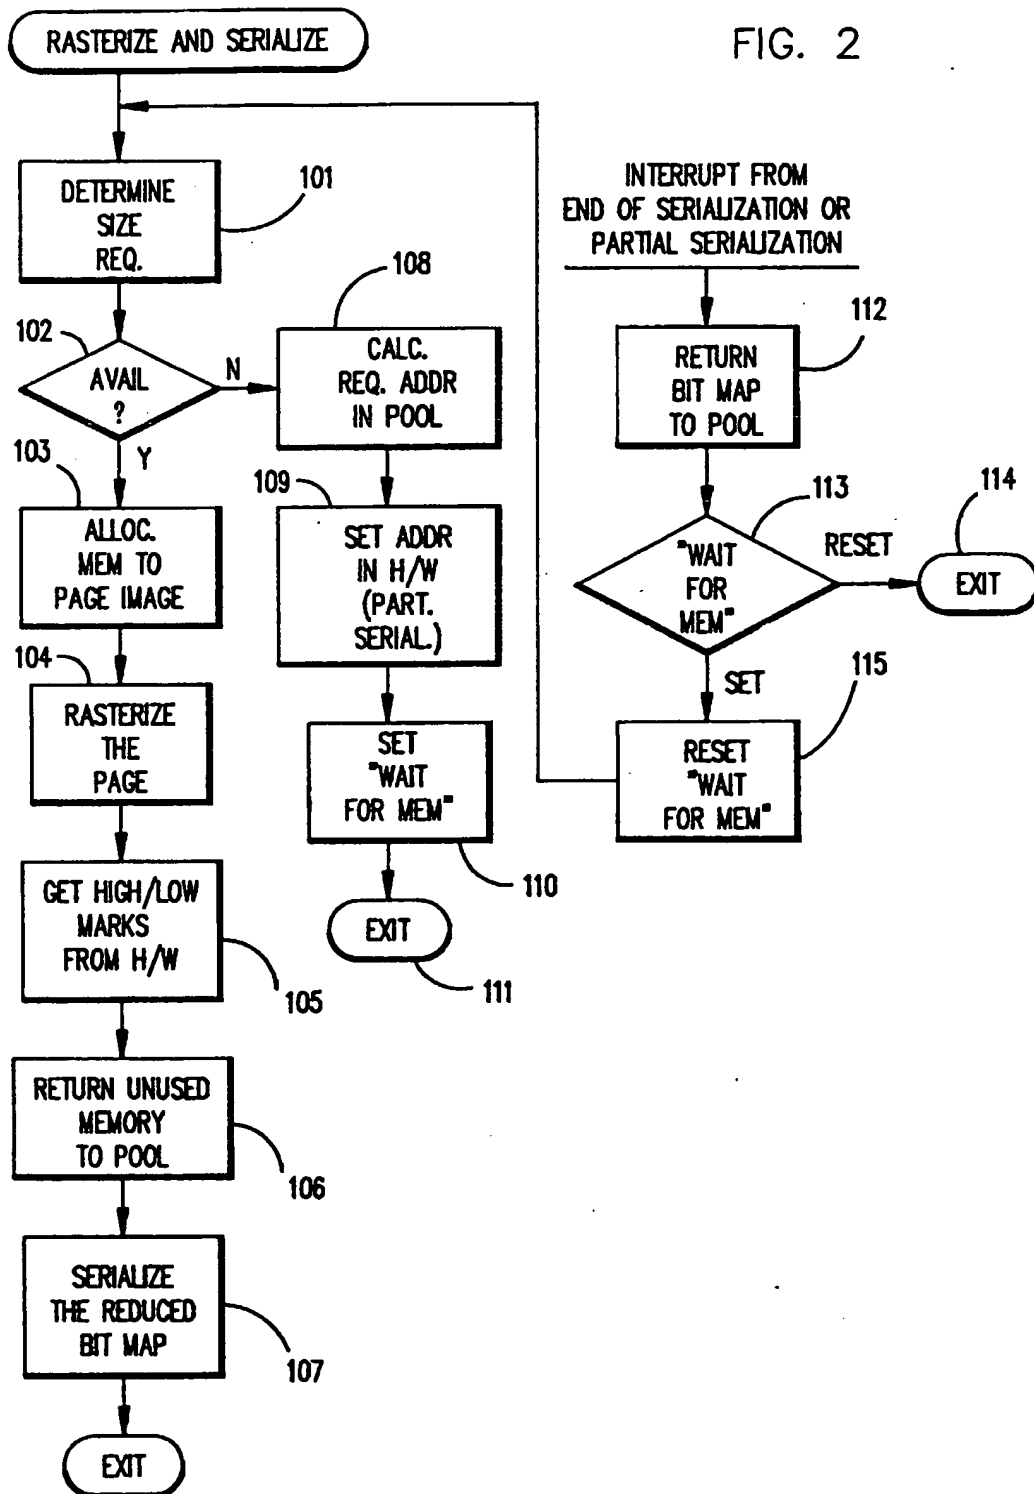 RASTERIZE AND SERIALIZE
FIG. 2
DETERMINE
SIZE
REQ.
101
102
AVAIL
?
N
Y
103
ALLOC.
MEM TO
PAGE IMAGE
104
RASTERIZE
THE
PAGE
GET HIGH/LOW
MARKS
FROM H/W
105
RETURN UNUSED
MEMORY
TO POOL
106
SERIALIZE
THE REDUCED
BIT MAP
107
EXIT
108
CALC.
REQ. ADDR
IN POOL
109
SET ADDR
IN H/W
(PART.
SERIAL.)
SET
"WAIT
FOR MEM"
110
EXIT
111
INTERRUPT FROM
END OF SERIALIZATION OR
PARTIAL SERIALIZATION
112
RETURN
BIT MAP
TO POOL
113
"WAIT
FOR
MEM"
RESET
114
EXIT
SET
115
RESET
"WAIT
FOR MEM"